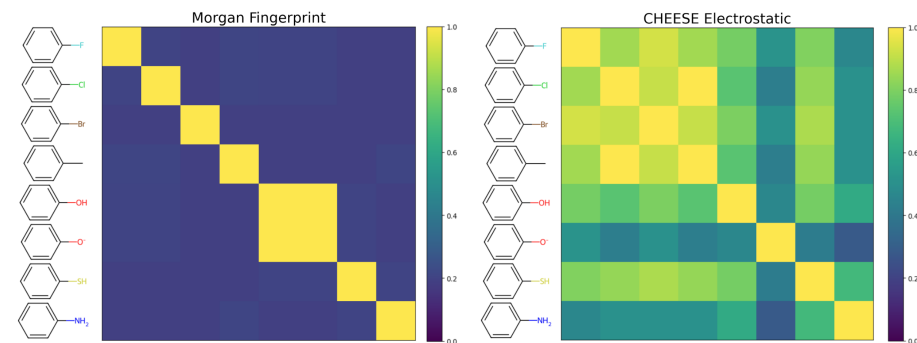 Morgan Fingerprint
F
Cl
Br
OH
O⁻
SH
NH₂
1.0
0.8
0.6
0.4
0.2
0.0
CHEESE Electrostatic
F
Cl
Br
OH
O⁻
SH
NH₂
1.0
0.8
0.6
0.4
0.2
0.0